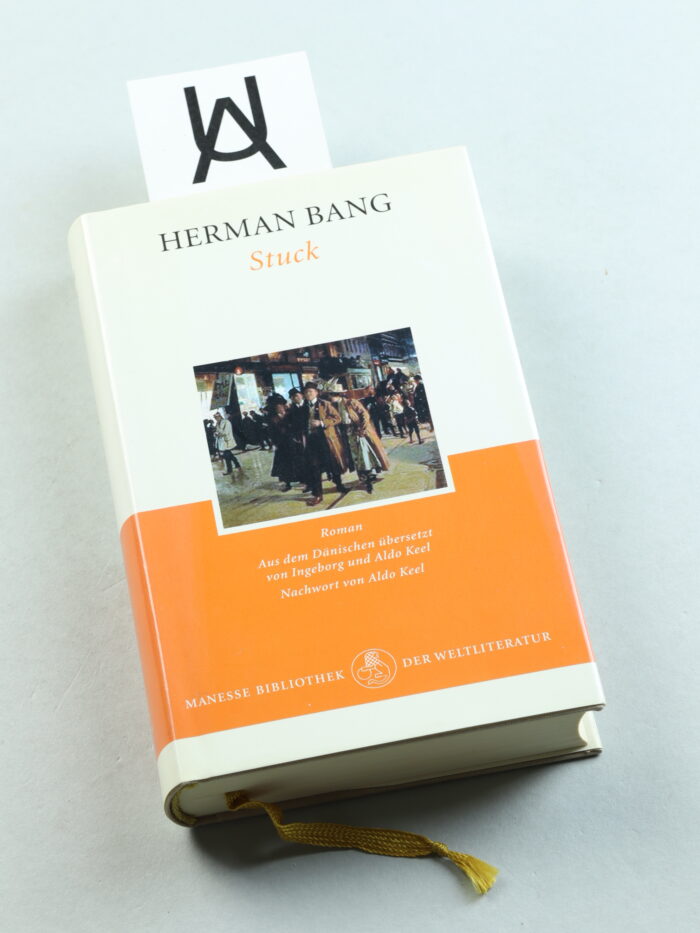 UA
HERMAN BANG
Stuck
Roman
Aus dem Dänischen übersetzt
von Ingeborg und Aldo Keel
Nachwort von Aldo Keel
MANESSE BIBLIOTHEK DER WELTLITERATUR